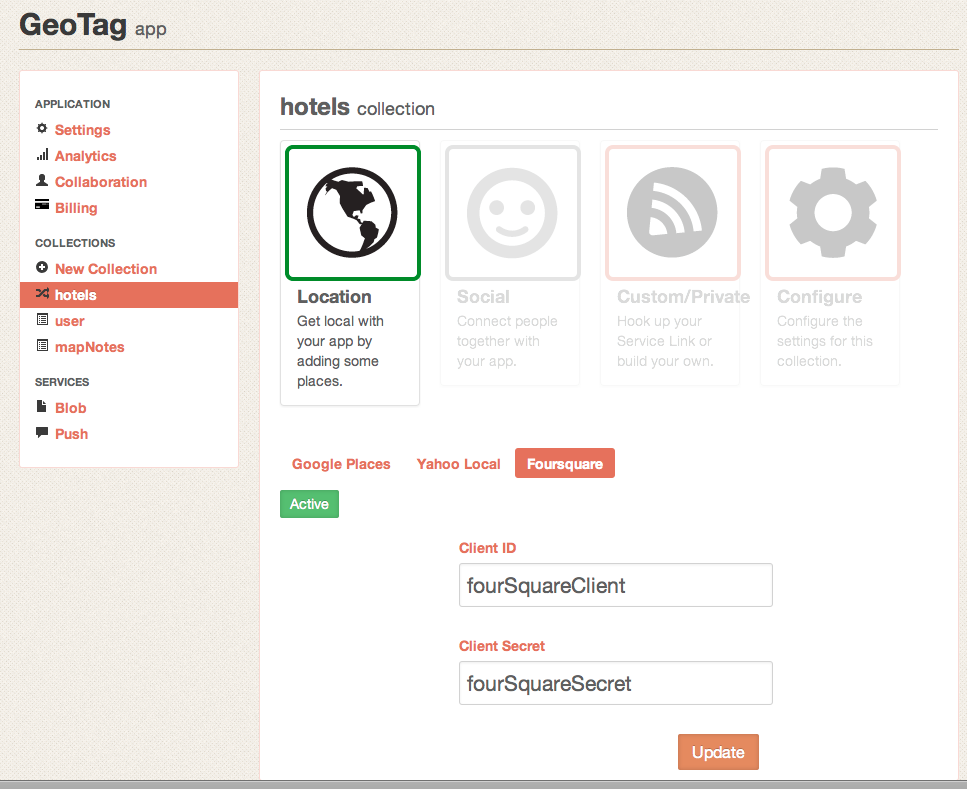 GeoTag app
APPLICATION
Settings
Analytics
Collaboration
Billing
COLLECTIONS
New Collection
hotels
user
mapNotes
SERVICES
Blob
Push
hotels collection
Location
Get local with
your app by
adding some
places.
Social
Connect people
together with
your app.
Custom/Private
Hook up your
Service Link or
build your own.
Configure
Configure the
settings for this
collection.
Google Places Yahoo Local Foursquare
Active
Client ID
fourSquareClient
Client Secret
fourSquareSecret
Update